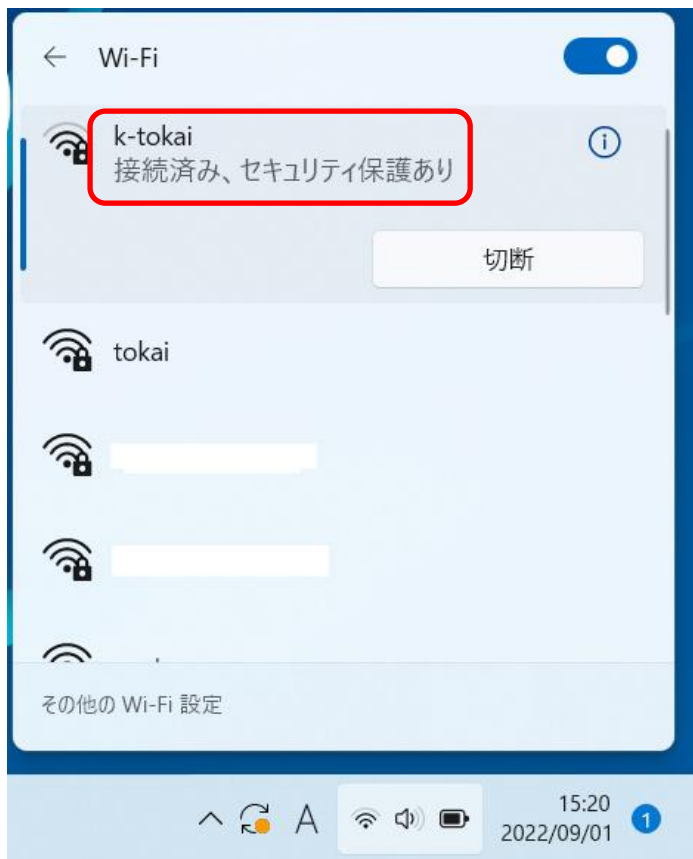 Wi-Fi
k-tokai
接続済み、セキュリティ保護あり
切断
tokai
その他の Wi-Fi 設定
A
15:20
2022/09/01
1